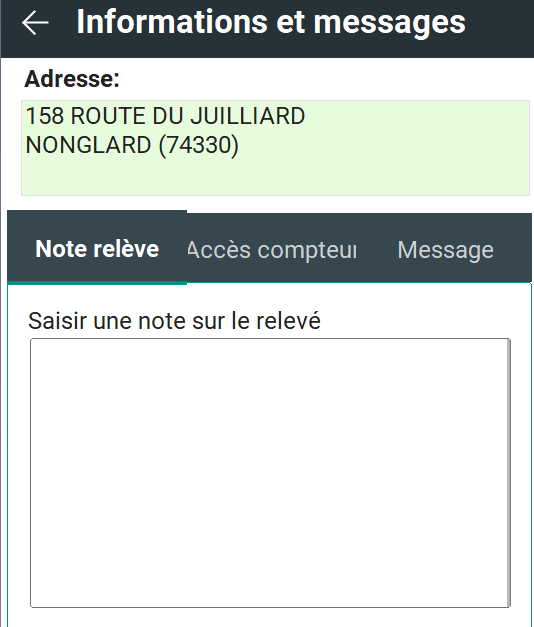 Informations et messages
Adresse:
158 ROUTE DU JUILLIARD
NONGLARD (74330)
Note relève
Accès compteur
Message
Saisir une note sur le relevé